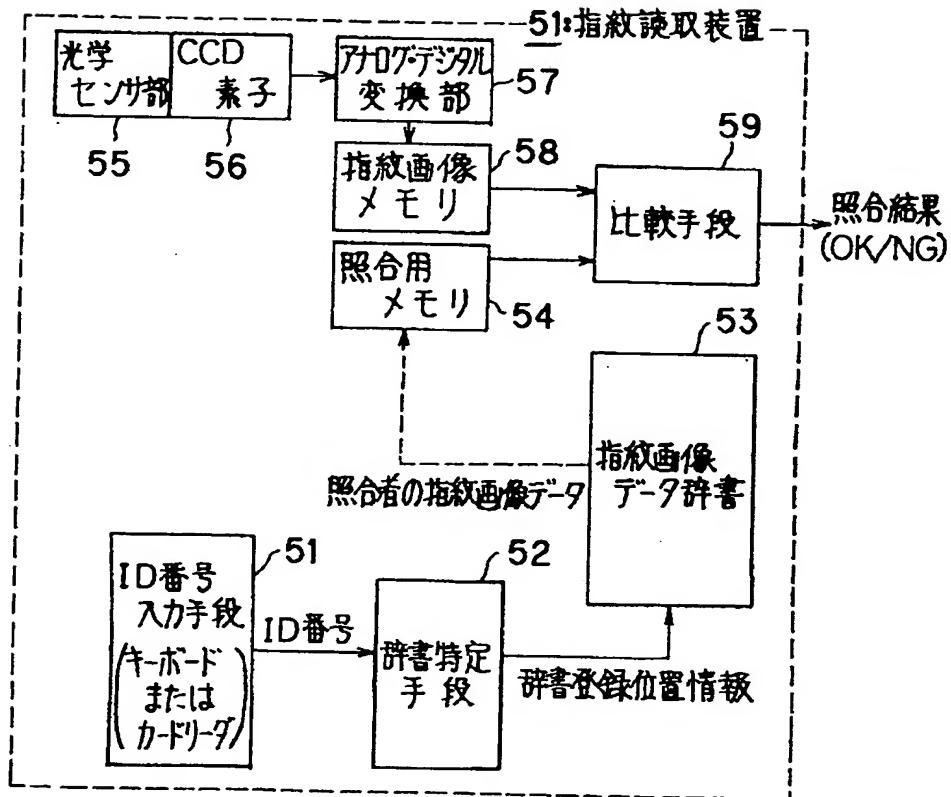 51:指紋読取装置
光学
センサ部
CCD
素子
55
56
アナログ・デジタル
変換部
57
指紋画像
メモリ
58
照合用
メモリ
54
59
比較手段
照合結果
(OK/NG)
53
指紋画像
データ辞書
照合者の指紋画像データ
51
ID番号
入力手段
(キーボード
または
カードリーダ)
ID番号
52
辞書特定
手段
辞書登録位置情報